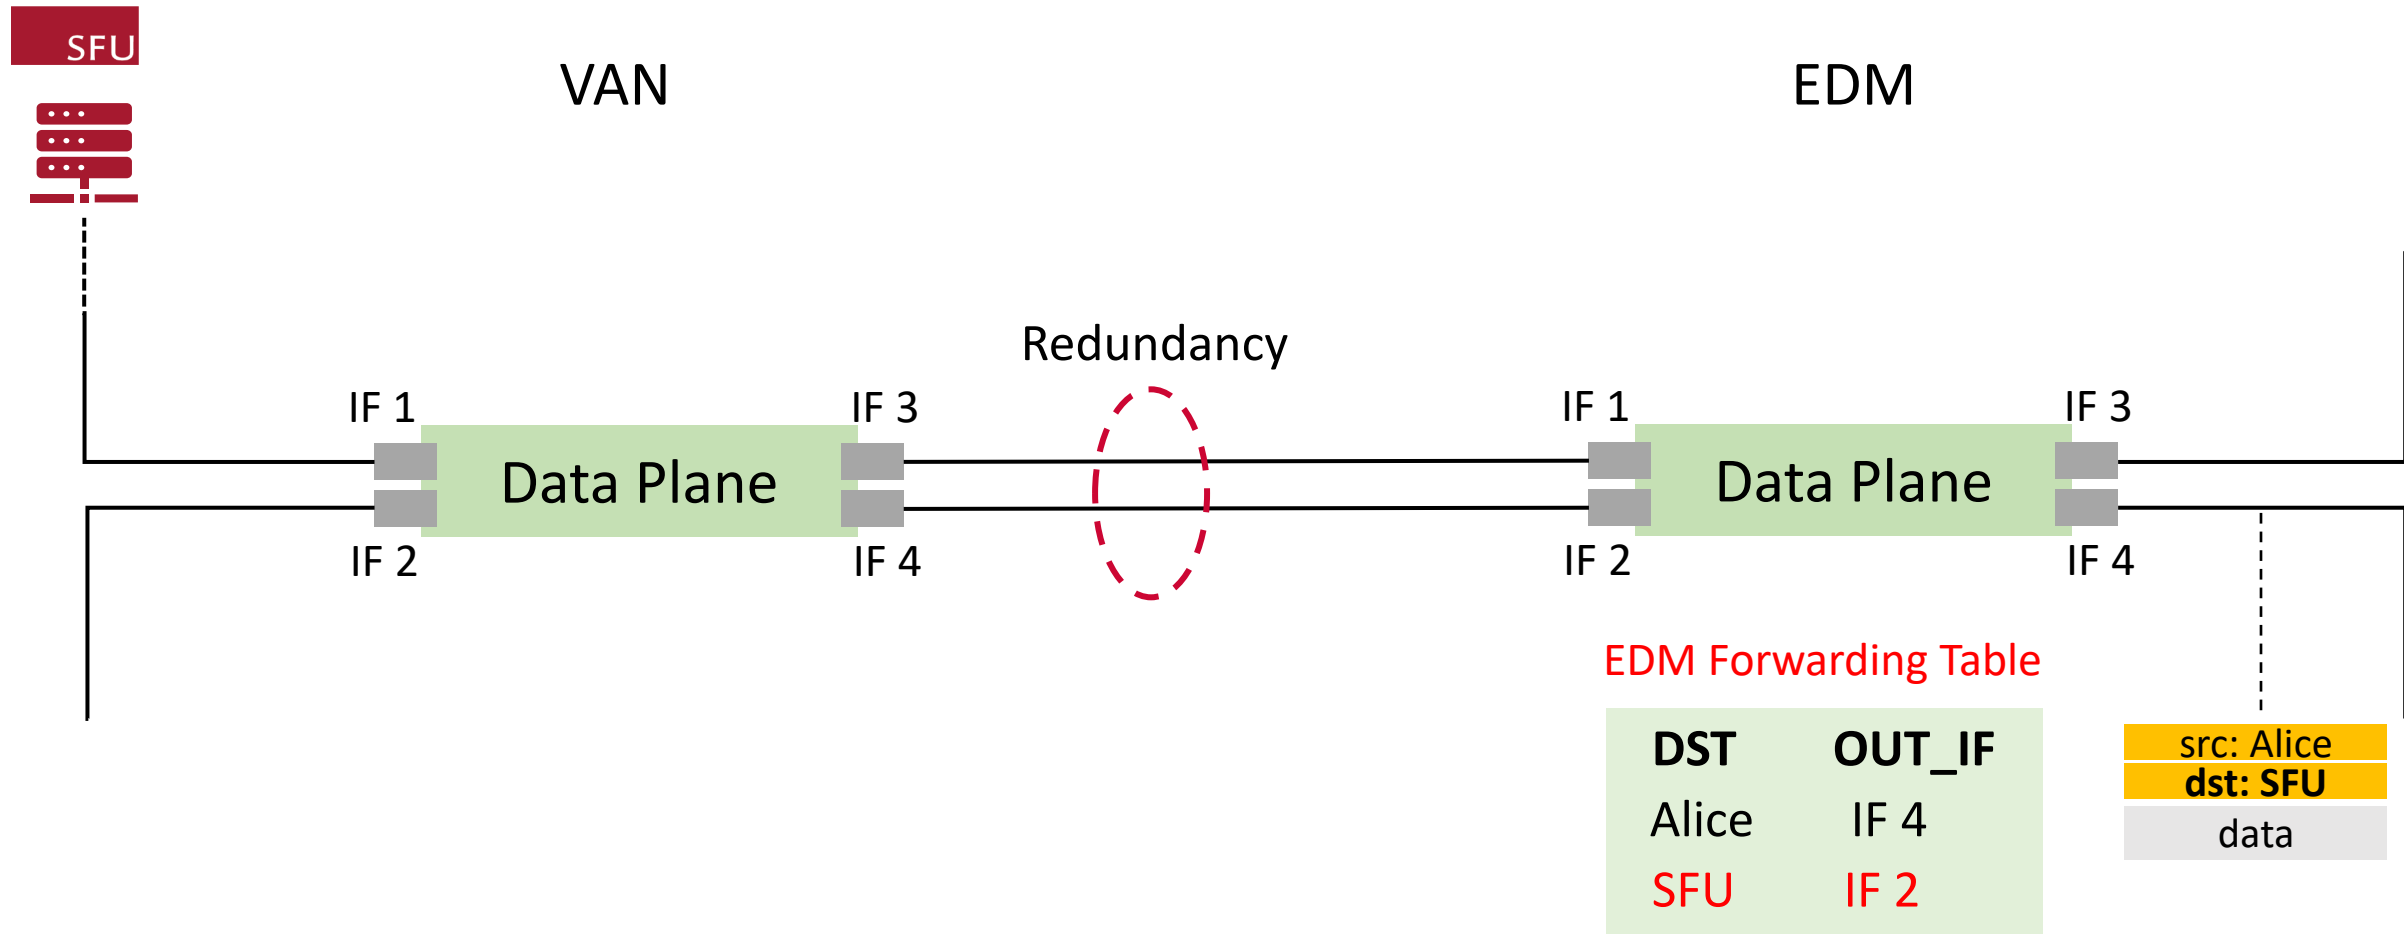 SFU
VAN
EDM
Redundancy
IF 1
IF 3
IF 1
IF 3
Data Plane
Data Plane
IF 2
IF 4
IF 2
IF 4
EDM Forwarding Table
DST OUT_IF
Alice IF 4
SFU IF 2
src: Alice
dst: SFU
data